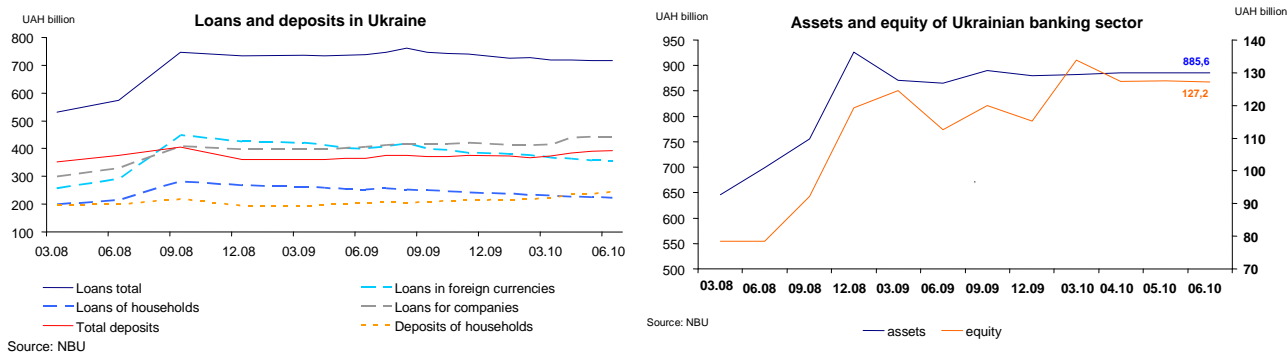 UAH billion
Loans and deposits in Ukraine
800
700
600
500
400
300
200
100
03.08 06.08 09.08 12.08 03.09 06.09 09.09 12.09 03.10 06.10
Loans total
Loans in foreign currencies
Loans of households
Loans for companies
Total deposits
Deposits of households
Source: NBU
UAH billion
UAH billion
Assets and equity of Ukrainian banking sector
950
900
850
800
750
700
650
600
550
500
140
130
120
110
100
90
80
70
885,6
127,2
03.08 06.08 09.08 12.08 03.09 06.09 09.09 12.09 03.10 04.10 05.10 06.10
Source: NBU
assets equity